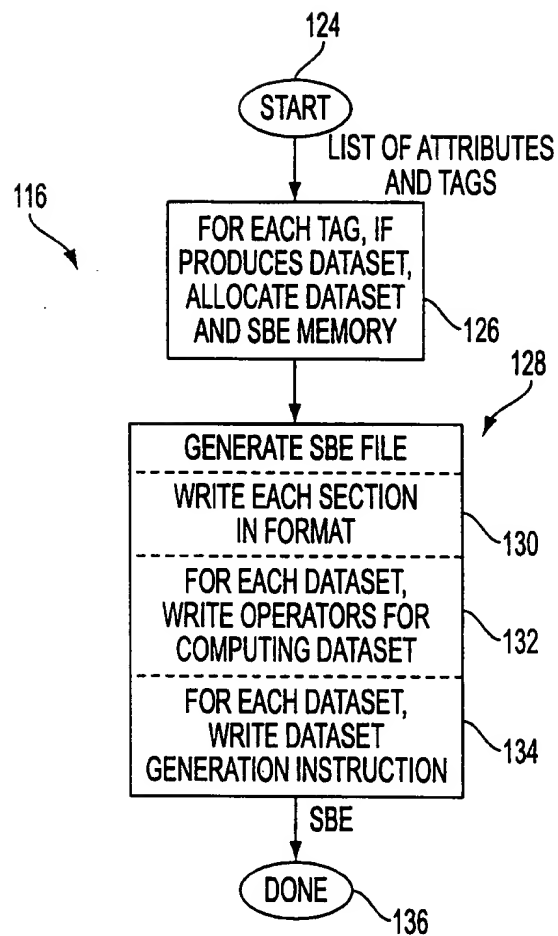 124
START
LIST OF ATTRIBUTES
AND TAGS
116
FOR EACH TAG, IF
PRODUCES DATASET,
ALLOCATE DATASET
AND SBE MEMORY
126
128
GENERATE SBE FILE
WRITE EACH SECTION
IN FORMAT
130
FOR EACH DATASET,
WRITE OPERATORS FOR
COMPUTING DATASET
132
FOR EACH DATASET,
WRITE DATASET
GENERATION INSTRUCTION
134
SBE
DONE
136